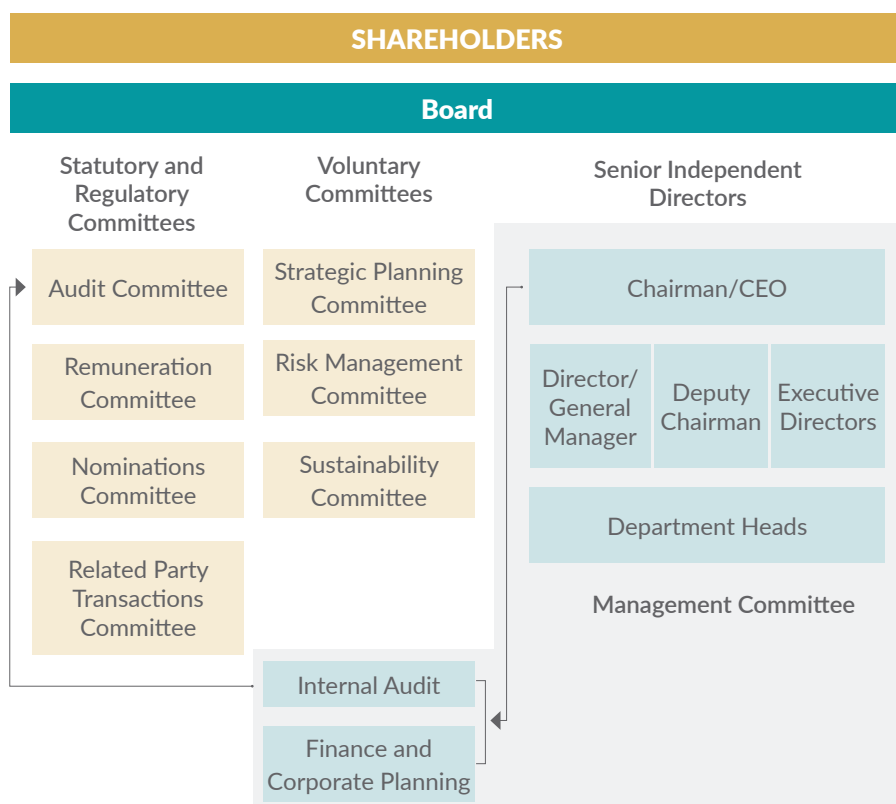 SHAREHOLDERS
Board
Statutory and
Regulatory
Committees
Audit Committee
Remuneration
Committee
Nominations
Committee
Related Party
Transactions
Committee
Voluntary
Committees
Strategic Planning
Committee
Risk Management
Committee
Sustainability
Committee
Senior Independent
Directors
Chairman/CEO
Director/
General
Manager
Deputy
Chairman
Executive
Directors
Department Heads
Management Committee
Internal Audit
Finance and
Corporate Planning